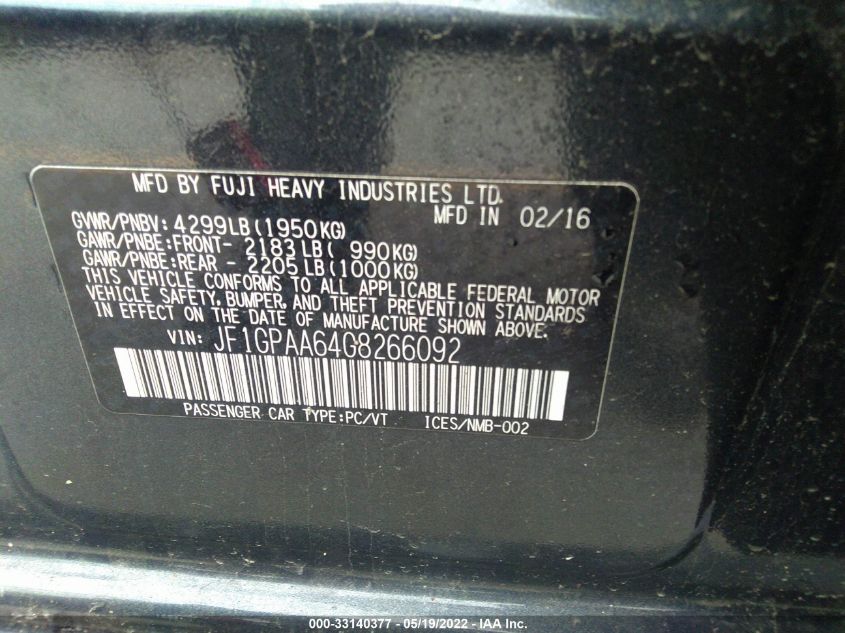 MFD BY FUJI HEAVY INDUSTRIES LTD.
MFD IN 02/16
GVWR/PNBV: 4299LB(1950KG)
GAWR/PNBE:FRONT- 2183LB( 990KG)
GAWR/PNBE:REAR - 2205LB(1000KG)
THIS VEHICLE CONFORMS TO ALL APPLICABLE FEDERAL MOTOR
VEHICLE SAFETY, BUMPER, AND THEFT PREVENTION STANDARDS
IN EFFECT ON THE DATE OF MANUFACTURE SHOWN ABOVE.
VIN: JF1GPAA64G8266092
PASSENGER CAR TYPE:PC/VT ICES/NMB-002
000-33140377 - 05/19/2022 - IAA Inc.